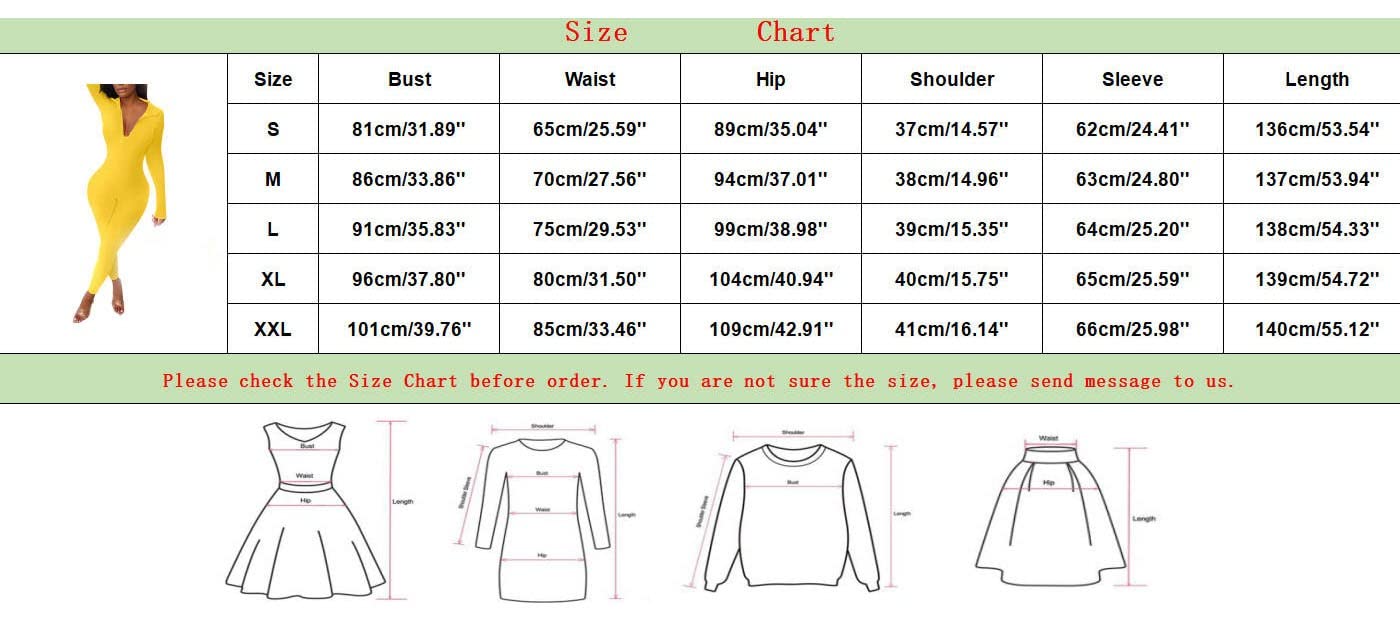 Size Chart
Size Bust Waist Hip Shoulder Sleeve Length
S 81cm/31.89'' 65cm/25.59'' 89cm/35.04'' 37cm/14.57'' 62cm/24.41'' 136cm/53.54''
M 86cm/33.86'' 70cm/27.56'' 94cm/37.01'' 38cm/14.96'' 63cm/24.80'' 137cm/53.94''
L 91cm/35.83'' 75cm/29.53'' 99cm/38.98'' 39cm/15.35'' 64cm/25.20'' 138cm/54.33''
XL 96cm/37.80'' 80cm/31.50'' 104cm/40.94'' 40cm/15.75'' 65cm/25.59'' 139cm/54.72''
XXL 101cm/39.76'' 85cm/33.46'' 109cm/42.91'' 41cm/16.14'' 66cm/25.98'' 140cm/55.12''
Please check the Size Chart before order. If you are not sure the size, please send message to us.
Bust
Waist
Hip
Length
Shoulder
Shoulder Sleeve
Bust
Waist
Hip
Length
Shoulder
Shoulder Sleeve
Bust
Length
Waist
Hip
Length